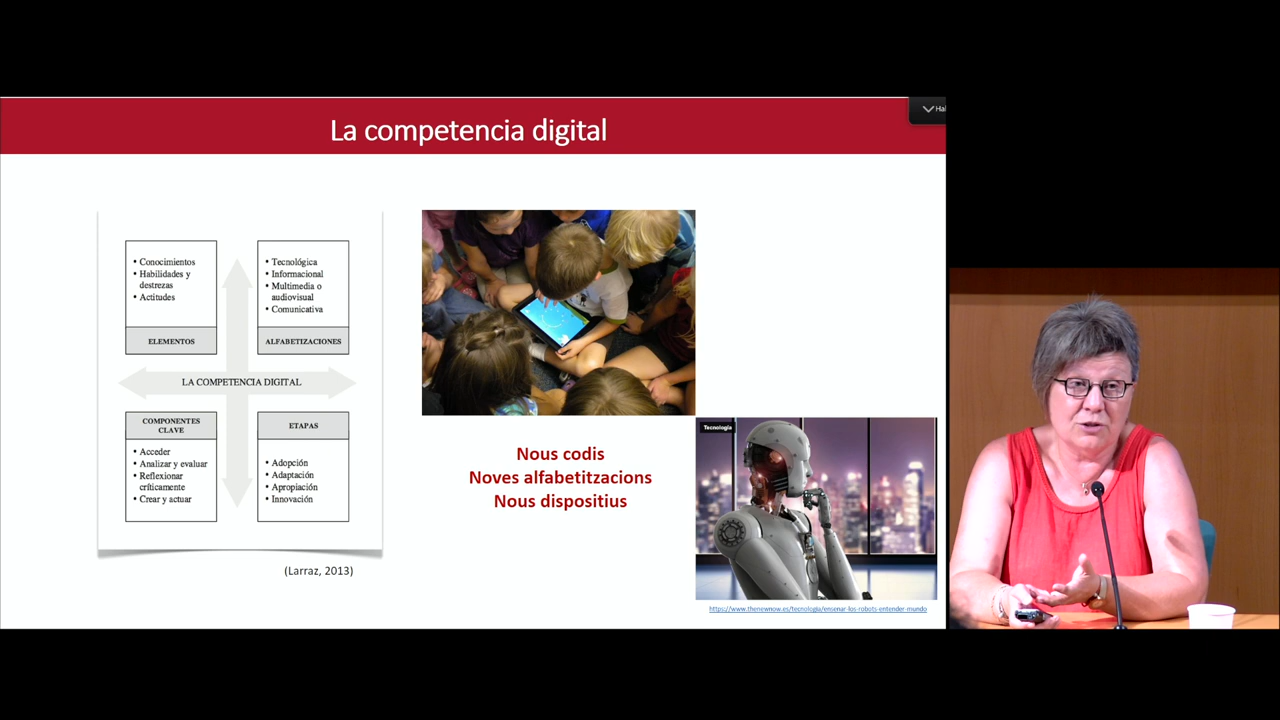 La competencia digital
• Conocimientos
• Habilidades y
destrezas
• Actitudes
ELEMENTOS
• Tecnológica
• Informacional
• Multimedia o
audiovisual
• Comunicativa
ALFABETIZACIONES
LA COMPETENCIA DIGITAL
COMPONENTES
CLAVE
• Acceder
• Analizar y evaluar
• Reflexionar
críticamente
• Crear y actuar
ETAPAS
• Adopción
• Adaptación
• Apropiación
• Innovación
(Larraz, 2013)
Nous codis
Noves alfabetitzacions
Nous dispositius
Tecnología
https://www.thenewnow.es/tecnologia/ensenar-los-robots-entender-mundo